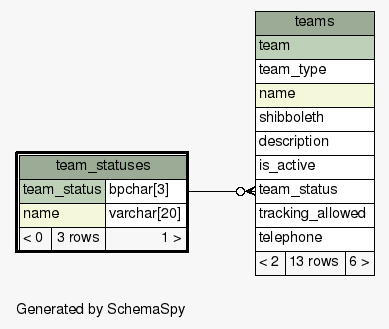 teams
team
team_type
name
shibboleth
description
is_active
team_status
tracking_allowed
telephone
< 2 13 rows 6 >
team_statuses
team_status bpchar[3]
name varchar[20]
< 0 3 rows 1 >
Generated by SchemaSpy